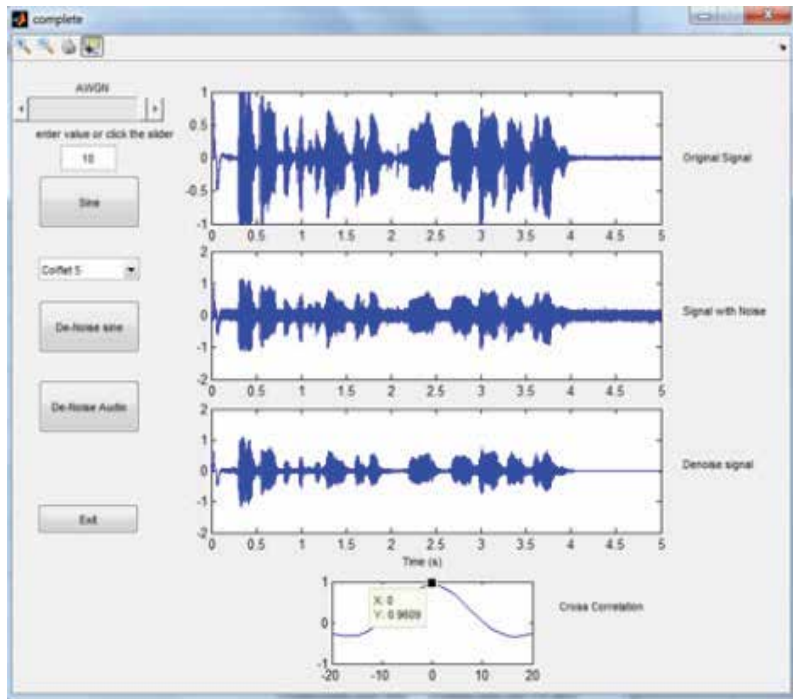 complete
AWGN
enter value or click the slider
10
Sine
Coiflet 5
De-Noise sine
De-Noise Audio
Exit
1
0.5
0
-0.5
-1
0 0.5 1 1.5 2 2.5 3 3.5 4 4.5 5
Original Signal
2
1
0
-1
-2
0 0.5 1 1.5 2 2.5 3 3.5 4 4.5 5
Signal with Noise
2
1
0
-1
-2
0 0.5 1 1.5 2 2.5 3 3.5 4 4.5 5
Time (s)
Denoise signal
1
0
-1
-20 -10 0 10 20
X: 0
Y: 0.9609
Cross Correlation